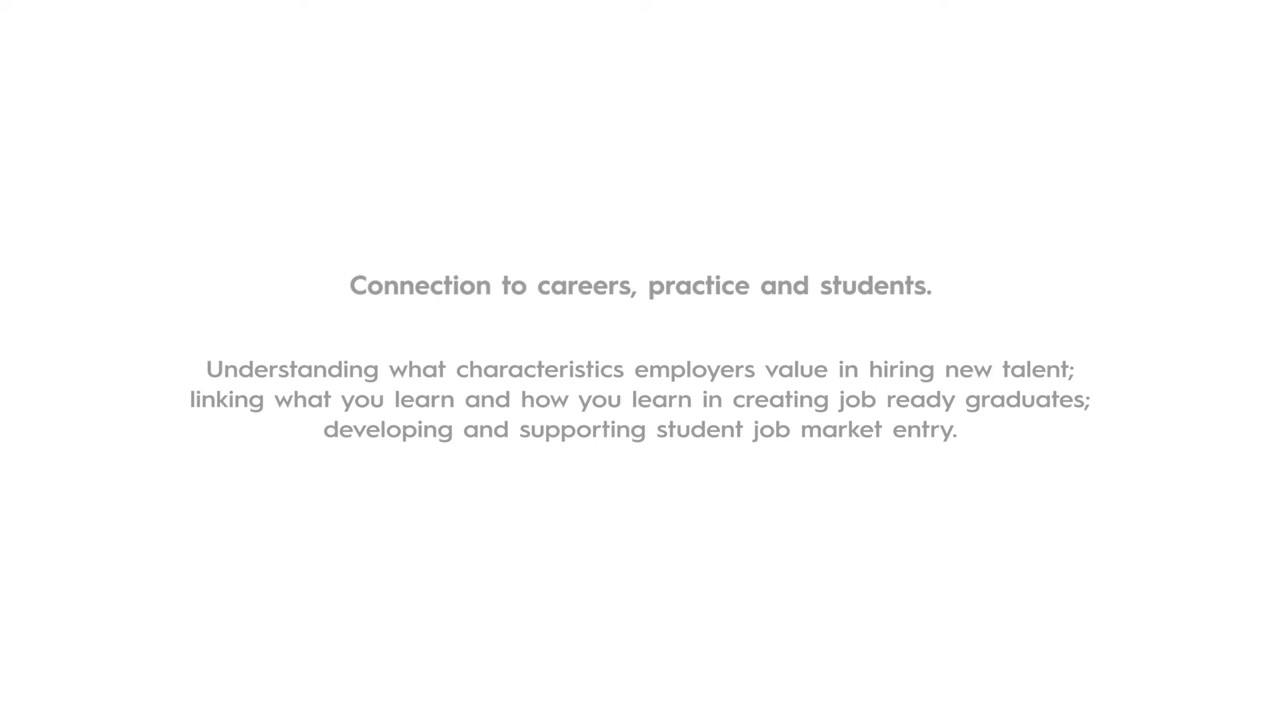 Connection to careers, practice and students.
Understanding what characteristics employers value in hiring new talent;
linking what you learn and how you learn in creating job ready graduates;
developing and supporting student job market entry.